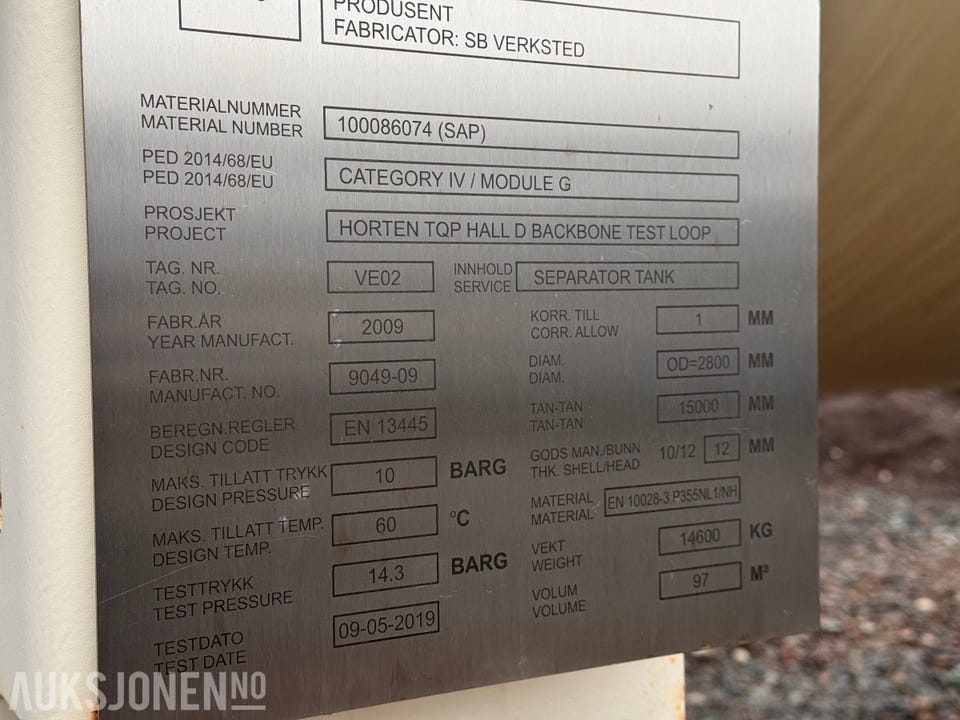 PRODUSENT
FABRICATOR: SB VERKSTED
MATERIALNUMMER
MATERIAL NUMBER
100086074 (SAP)
PED 2014/68/EU
PED 2014/68/EU
CATEGORY IV / MODULE G
PROSJEKT
PROJECT
HORTEN TQP HALL D BACKBONE TEST LOOP
TAG. NR.
TAG. NO.
VE02
INNHOLD
SERVICE
SEPARATOR TANK
FABR.ÅR
YEAR MANUFACT.
2009
KORR. TILL
CORR. ALLOW
1 MM
FABR.NR.
MANUFACT. NO.
9049-09
DIAM.
DIAM.
OD=2800 MM
BEREGN.REGLER
DESIGN CODE
EN 13445
TAN-TAN
TAN-TAN
15000 MM
MAKS. TILLATT TRYKK
DESIGN PRESSURE
10 BARG
GODS MAN./BUNN
THK. SHELL/HEAD
10/12 12 MM
MAKS. TILLATT TEMP.
DESIGN TEMP.
60 °C
MATERIAL
MATERIAL
EN 10028-3 P355NL1/NH
TESTTRYKK
TEST PRESSURE
14.3 BARG
VEKT
WEIGHT
14600 KG
TESTDATO
TEST DATE
09-05-2019
VOLUM
VOLUME
97 M³
AUKSJONEN NO